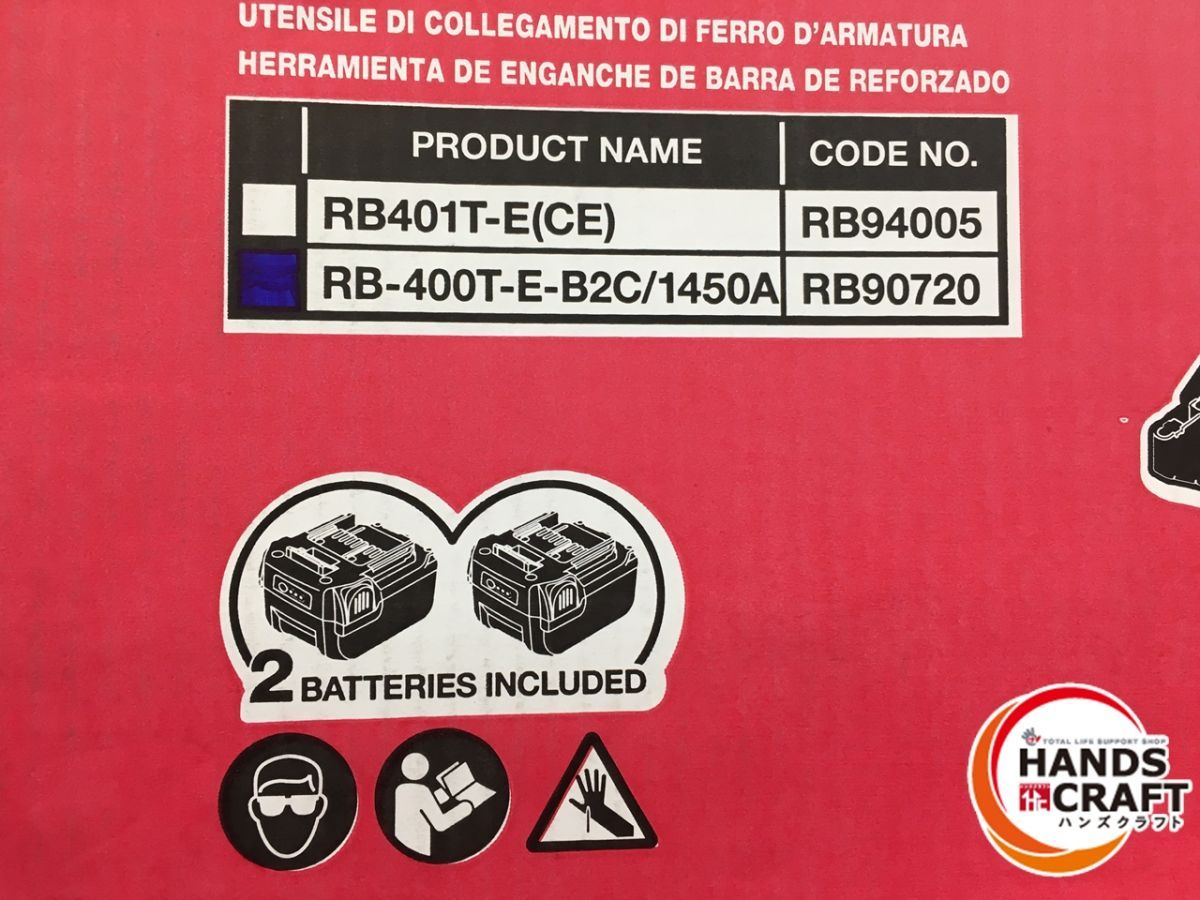 UTENSILE DI COLLEGAMENTO DI FERRO D'ARMATURA
HERRAMIENTA DE ENGANCHE DE BARRA DE REFORZADO
PRODUCT NAME CODE NO.
RB401T-E(CE) RB94005
RB-400T-E-B2C/1450A RB90720
2 BATTERIES INCLUDED
TOTAL LIFE SUPPORT SHOP
HANDS
CRAFT
ハンズクラフト